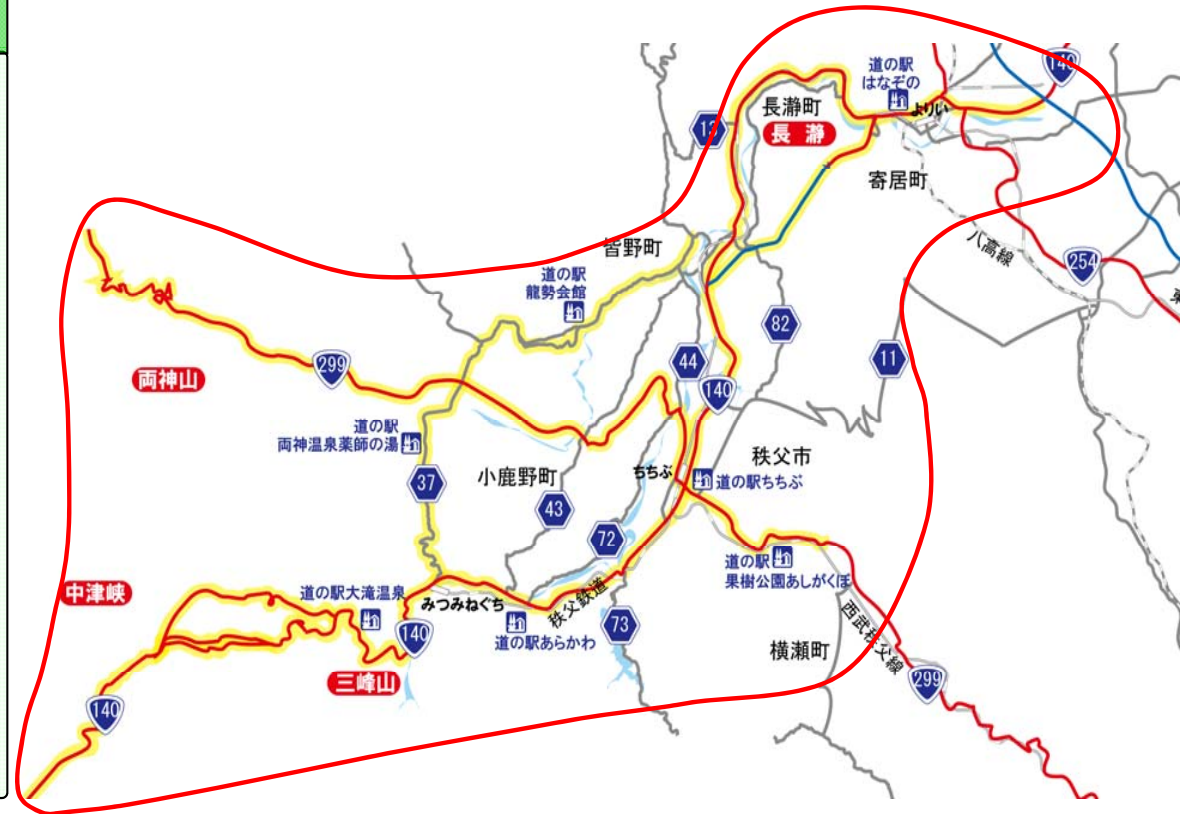 140
道の駅
はなぞの
長瀞町
よりい
13
長瀞
寄居町
皆野町
八高線
254
道の駅
龍勢会館
82
44
11
299
両神山
140
道の駅
両神温泉薬師の湯
秩父市
ちちぶ
小鹿野町
37
道の駅ちちぶ
43
72
道の駅
果樹公園あしがくぼ
中津峡
道の駅大滝温泉
みつみねぐち
秩父鉄道
西武秩父線
140
道の駅あらかわ
73
横瀬町
三峰山
299
140